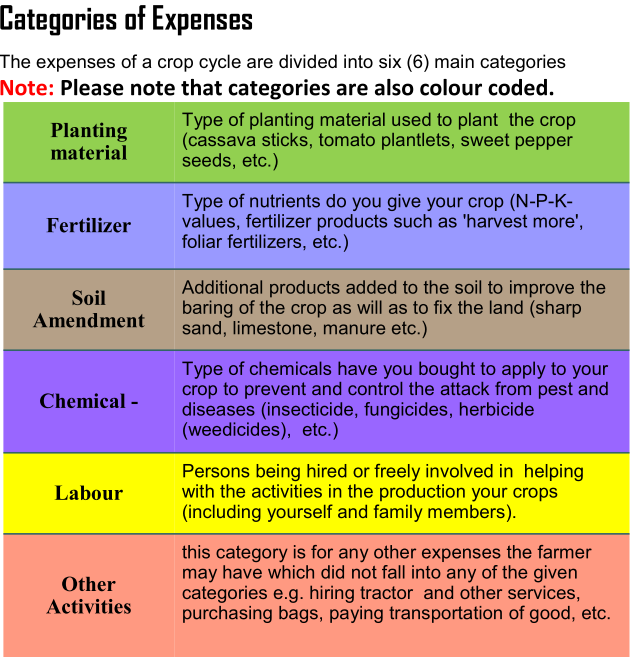 Categories of Expenses
The expenses of a crop cycle are divided into six (6) main categories
Note: Please note that categories are also colour coded.
Planting
material
Type of planting material used to plant the crop
(cassava sticks, tomato plantlets, sweet pepper
seeds, etc.)
Fertilizer
Type of nutrients do you give your crop (N-P-K-
values, fertilizer products such as 'harvest more',
foliar fertilizers, etc.)
Soil
Amendment
Additional products added to the soil to improve the
baring of the crop as will as to fix the land (sharp
sand, limestone, manure etc.)
Chemical -
Type of chemicals have you bought to apply to your
crop to prevent and control the attack from pest and
diseases (insecticide, fungicides, herbicide
(weedicides), etc.)
Labour
Persons being hired or freely involved in helping
with the activities in the production your crops
(including yourself and family members).
Other
Activities
this category is for any other expenses the farmer
may have which did not fall into any of the given
categories e.g. hiring tractor and other services,
purchasing bags, paying transportation of good, etc.